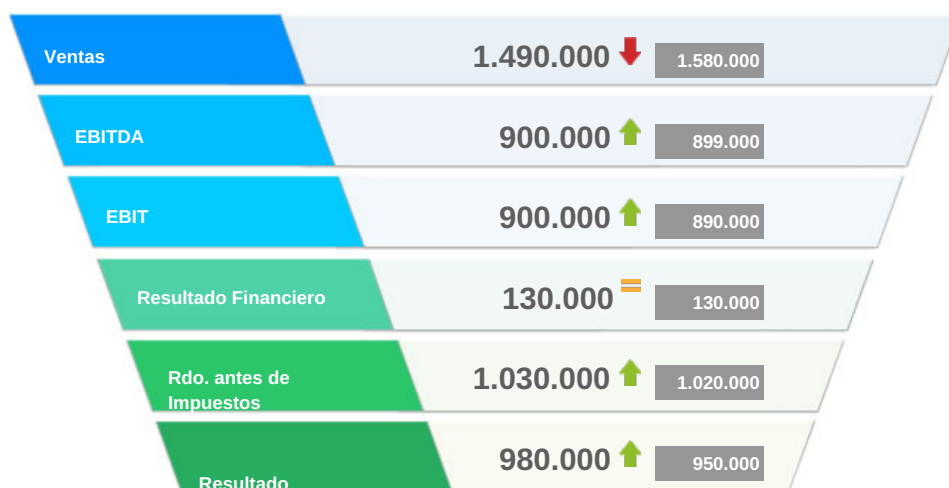 Ventas 1.490.000 1.580.000
EBITDA 900.000 899.000
EBIT 900.000 890.000
Resultado Financiero 130.000 130.000
Rdo. antes de
Impuestos 1.030.000 1.020.000
980.000 950.000
Resultado